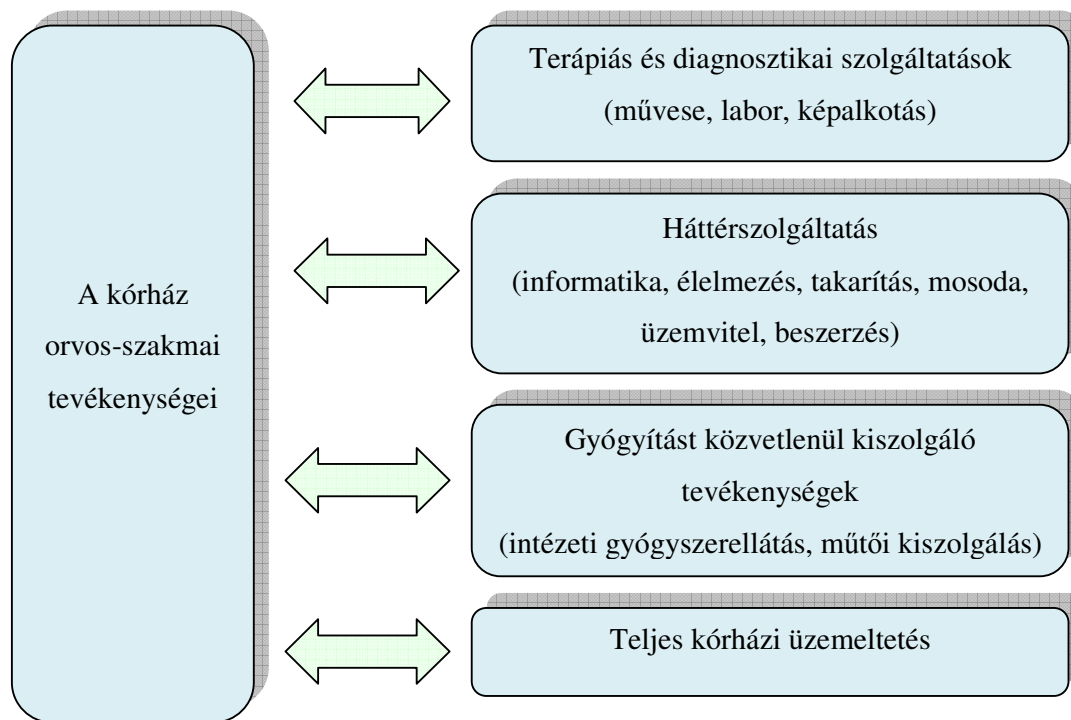 A kórház
orvos-szakmai
tevékenységei
Terápiás és diagnosztikai szolgáltatások
(művese, labor, képalkotás)
Háttérszolgáltatás
(informatika, élelmezés, takarítás, mosoda,
üzemvitel, beszerzés)
Gyógyítást közvetlenül kiszolgáló
tevékenységek
(intézeti gyógyszerellátás, műtői kiszolgálás)
Teljes kórházi üzemeltetés